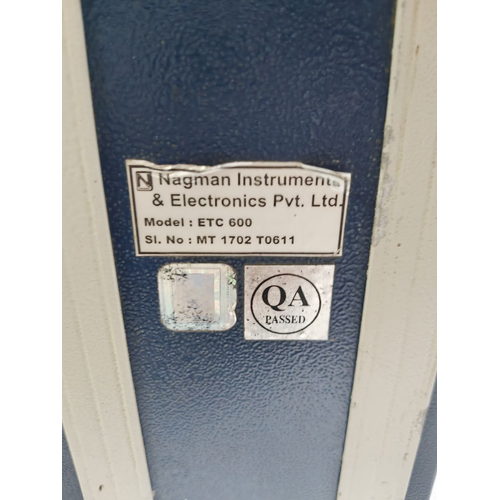 N Nagman Instruments
& Electronics Pvt. Ltd.
Model : ETC 600
Sl. No : MT 1702 T0611
QA
PASSED